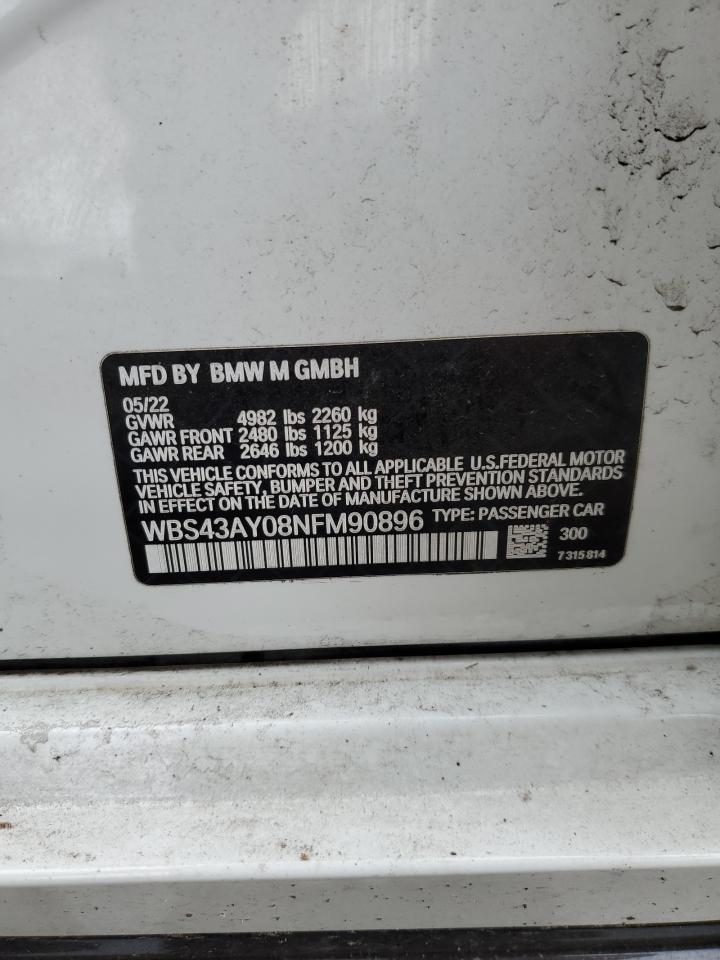 MFD BY BMW M GMBH
05/22
GVWR 4982 lbs 2260 kg
GAWR FRONT 2480 lbs 1125 kg
GAWR REAR 2646 lbs 1200 kg
THIS VEHICLE CONFORMS TO ALL APPLICABLE U.S.FEDERAL MOTOR
VEHICLE SAFETY, BUMPER AND THEFT PREVENTION STANDARDS
IN EFFECT ON THE DATE OF MANUFACTURE SHOWN ABOVE.
WBS43AY08NFM90896 TYPE: PASSENGER CAR
300
7 315 814